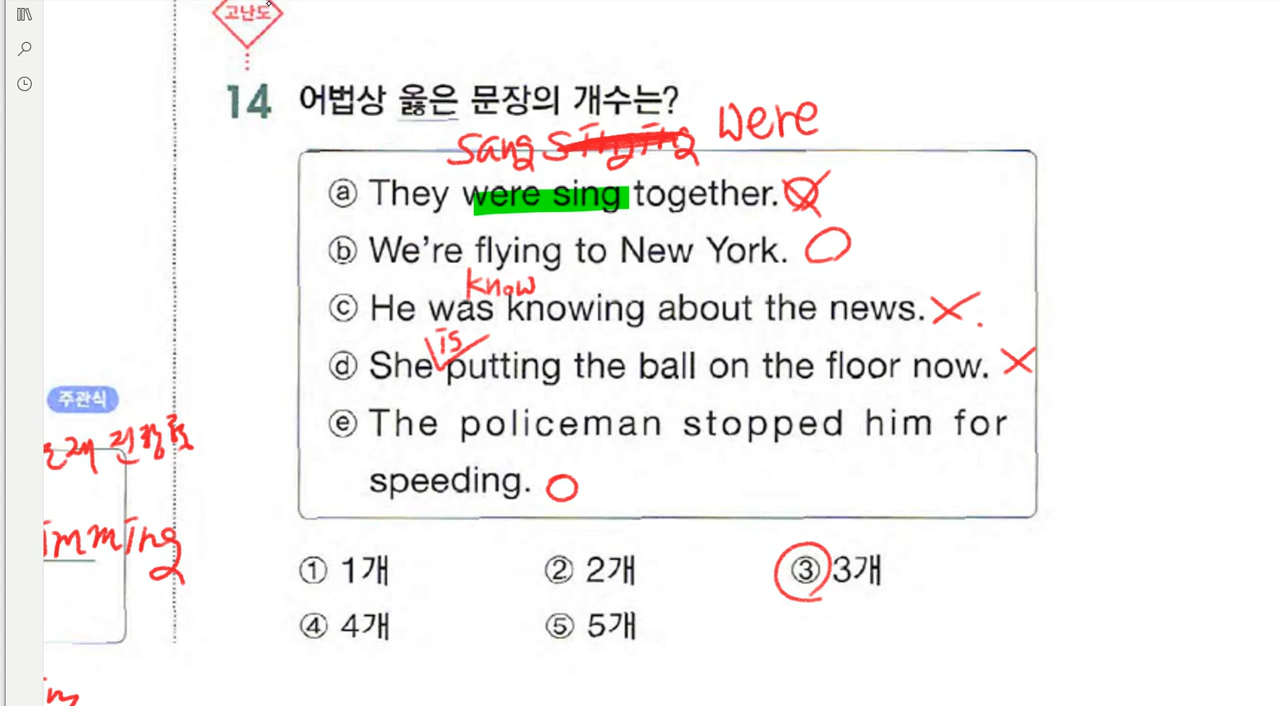 고난도
14 어법상 옳은 문장의 개수는?
sang singing were
ⓐ They were sing together.
ⓑ We're flying to New York.
know
ⓒ He was knowing about the news.
is
ⓓ She putting the ball on the floor now.
ⓔ The policeman stopped him for
speeding.
주관식
imming
① 1개 ② 2개 ③ 3개
④ 4개 ⑤ 5개